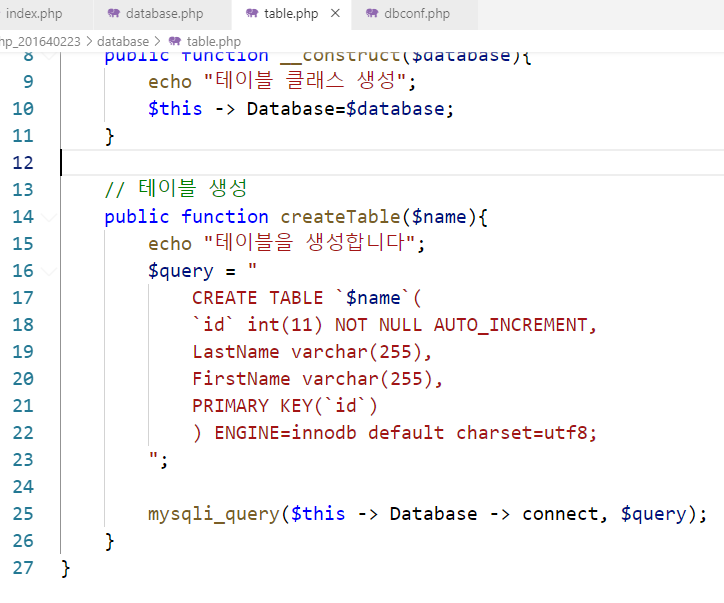 index.php database.php table.php × dbconf.php
hp_201640223 > database > table.php
8 public function __construct($database){
9 echo "테이블 클래스 생성";
10 $this -> Database=$database;
11 }
12
13 // 테이블 생성
14 public function createTable($name){
15 echo "테이블을 생성합니다";
16 $query = "
17 CREATE TABLE `$name`(
18 `id` int(11) NOT NULL AUTO_INCREMENT,
19 LastName varchar(255),
20 FirstName varchar(255),
21 PRIMARY KEY(`id`)
22 ) ENGINE=innodb default charset=utf8;
23 ";
24
25 mysqli_query($this -> Database -> connect, $query);
26 }
27 }